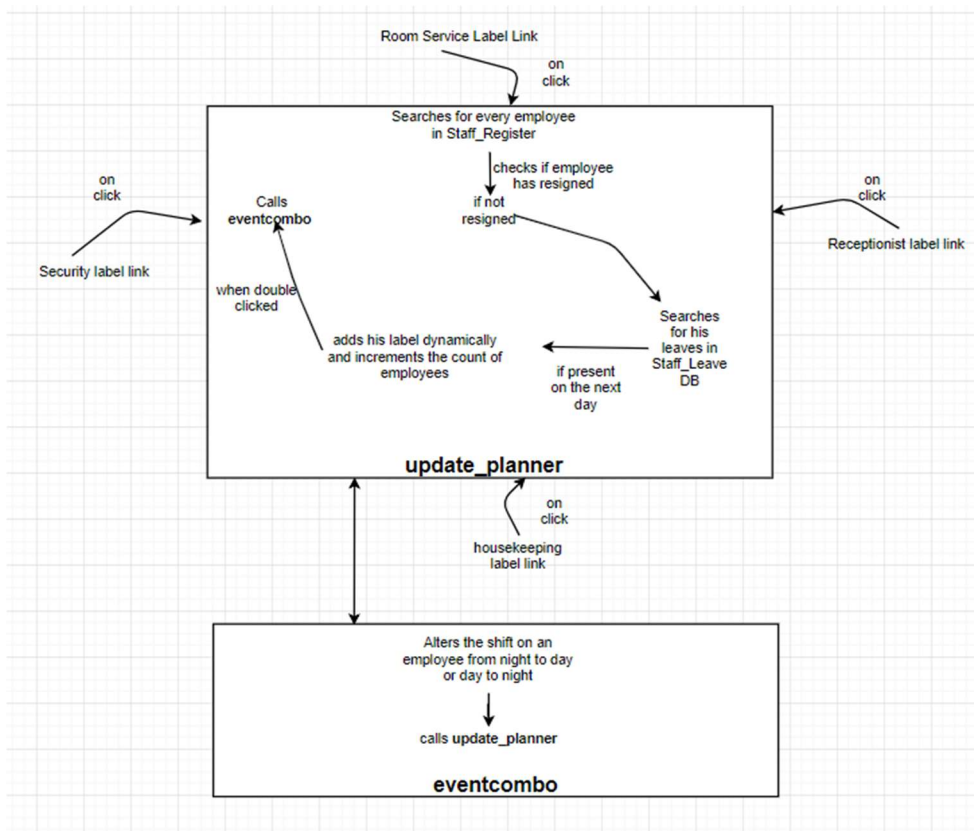 Room Service Label Link
on
click
Searches for every employee
in Staff_Register
checks if employee
has resigned
if not
resigned
on
click
Security label link
Calls
eventcombo
on
click
Receptionist label link
when double
clicked
Searches
for his
leaves in
Staff_Leave
DB
adds his label dynamically
and increments the count of
employees
if present
on the next
day
update_planner
on
click
housekeeping
label link
Alters the shift on an
employee from night to day
or day to night
calls update_planner
eventcombo